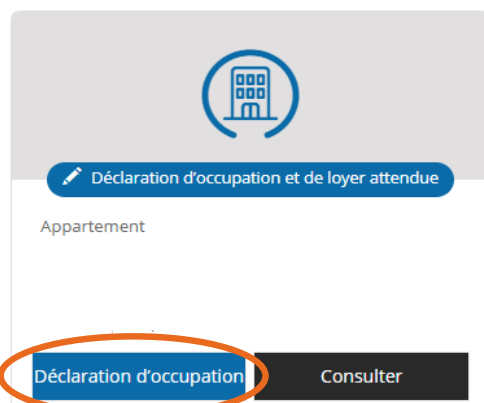 Déclaration d'occupation et de loyer attendue
Appartement
Déclaration d'occupation
Consulter